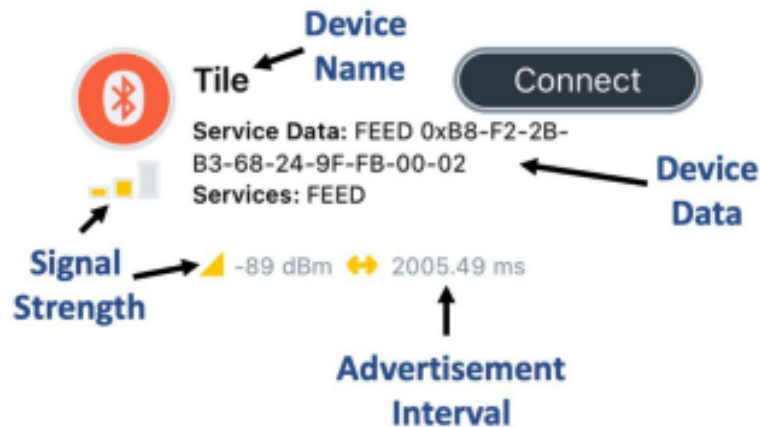 Device
Name
Tile
Connect
Service Data: FEED 0xB8-F2-2B-
B3-68-24-9F-FB-00-02
Services: FEED
Device
Data
Signal
Strength
-89 dBm
2005.49 ms
Advertisement
Interval